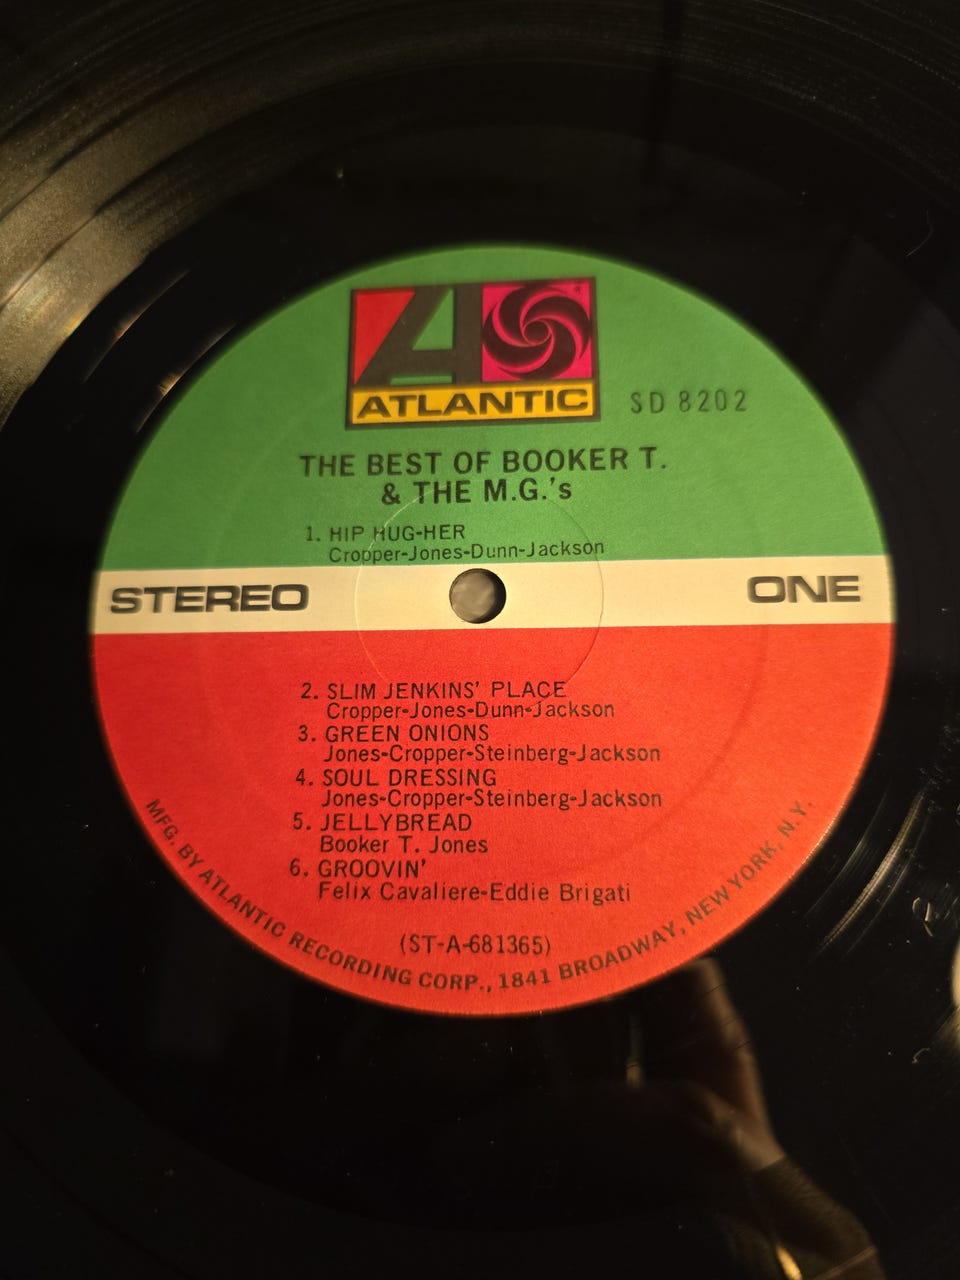 ATLANTIC
SD 8202
THE BEST OF BOOKER T.
& THE M.G.'s
1. HIP HUG-HER
Cropper-Jones-Dunn-Jackson
STEREO
ONE
2. SLIM JENKINS' PLACE
Cropper-Jones-Dunn-Jackson
3. GREEN ONIONS
Jones-Cropper-Steinberg-Jackson
4. SOUL DRESSING
Jones-Cropper-Steinberg-Jackson
5. JELLYBREAD
Booker T. Jones
6. GROOVIN'
Felix Cavaliere-Eddie Brigati
(ST-A-681365)
MFG. BY ATLANTIC RECORDING CORP., 1841 BROADWAY, NEW YORK, N.Y.